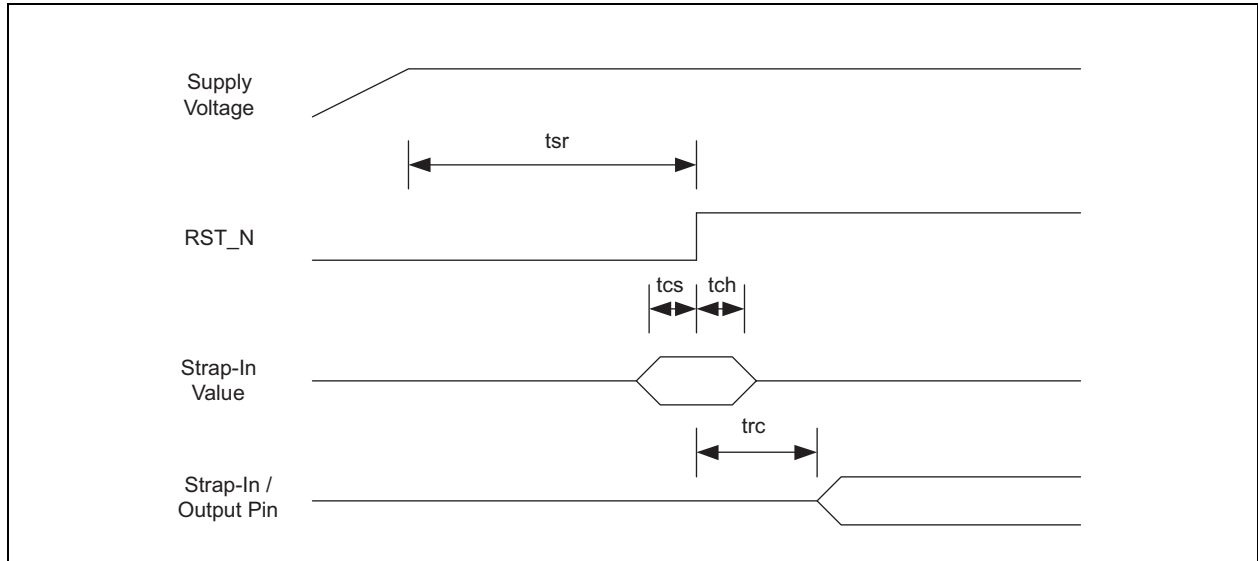 Supply
Voltage
tsr
RST_N
tcs
tch
Strap-In
Value
trc
Strap-In /
Output Pin